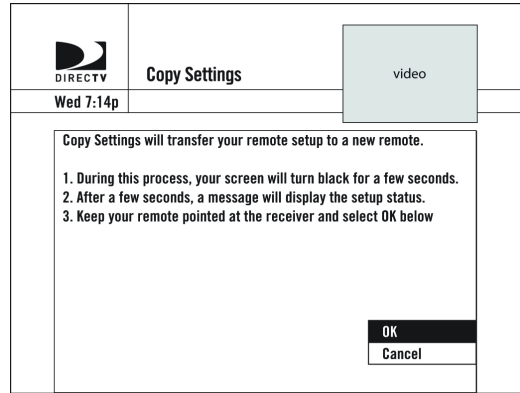 DIRECTV
Copy Settings
video
Wed 7:14p
Copy Settings will transfer your remote setup to a new remote.
1. During this process, your screen will turn black for a few seconds.
2. After a few seconds, a message will display the setup status.
3. Keep your remote pointed at the receiver and select OK below
OK
Cancel